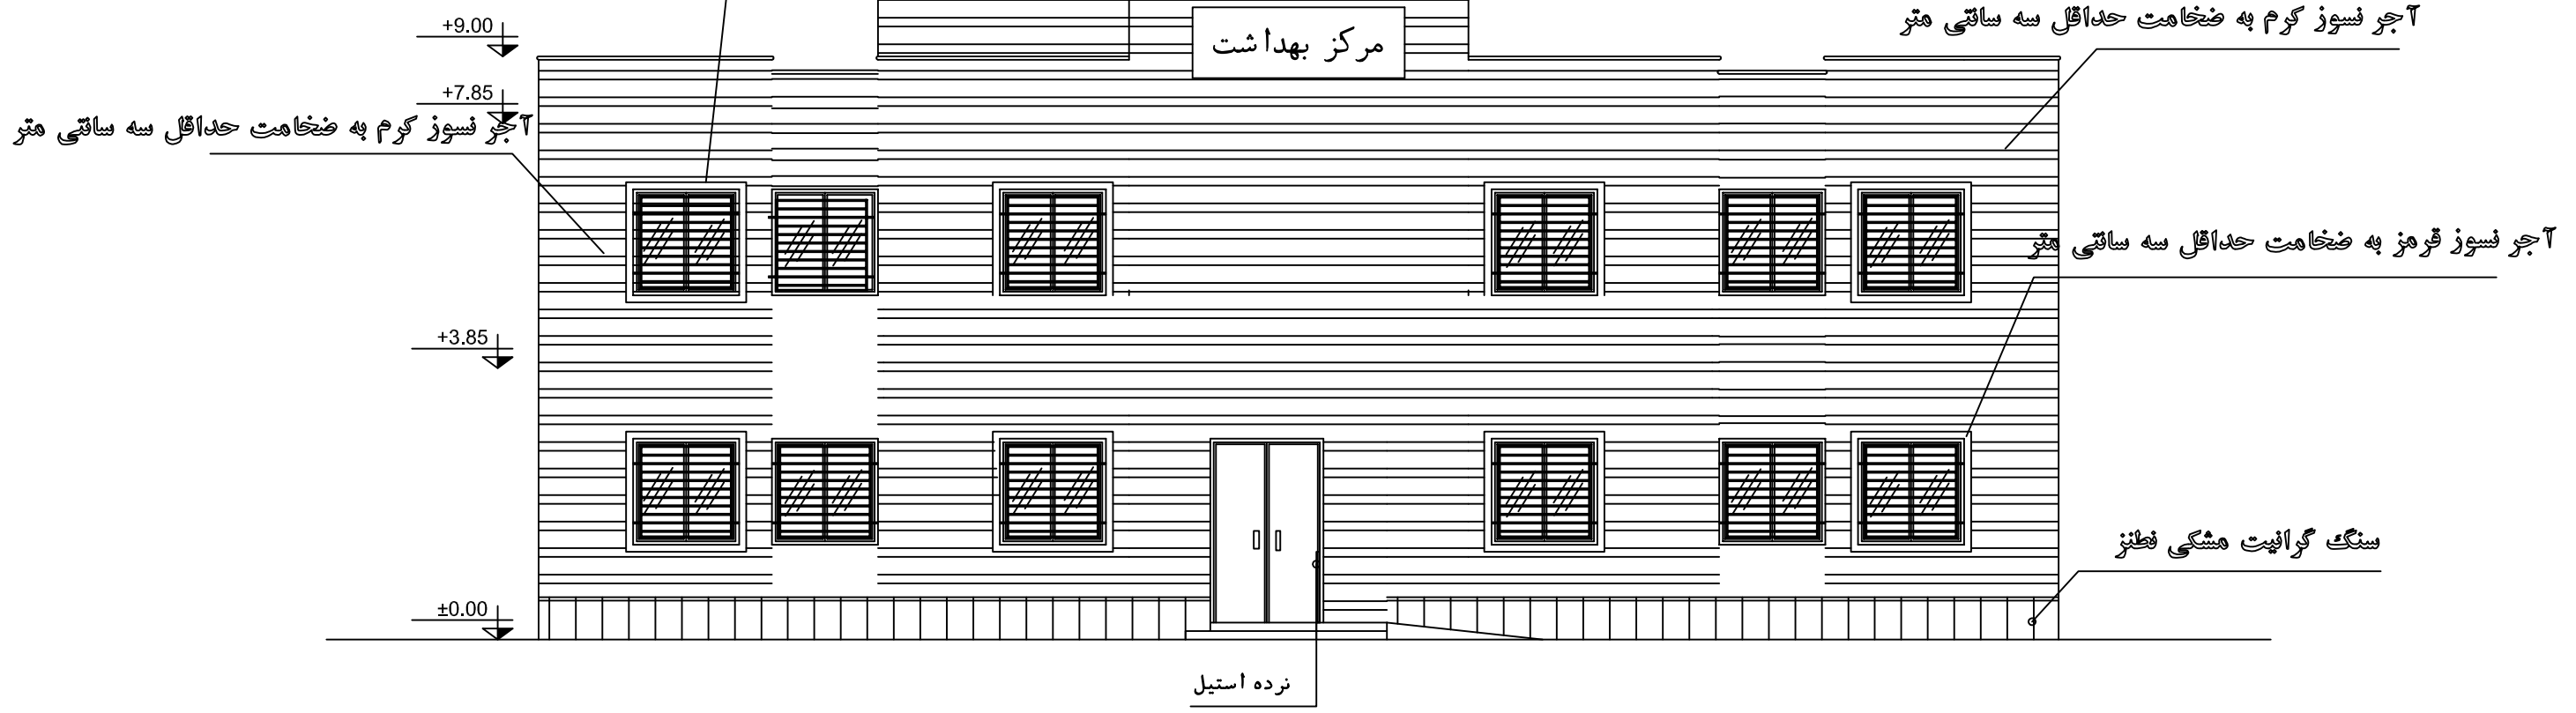 +9.00
آجر نسوز کرم به ضخامت حداقل سه سانتی متر
مرکز بهداشت
+7.85
آجر نسوز کرم به ضخامت حداقل سه سانتی متر
آجر نسوز قرمز به ضخامت حداقل سه سانتی متر
+3.85
سنگ گرانیت مشکی نطنز
±0.00
نرده استیل